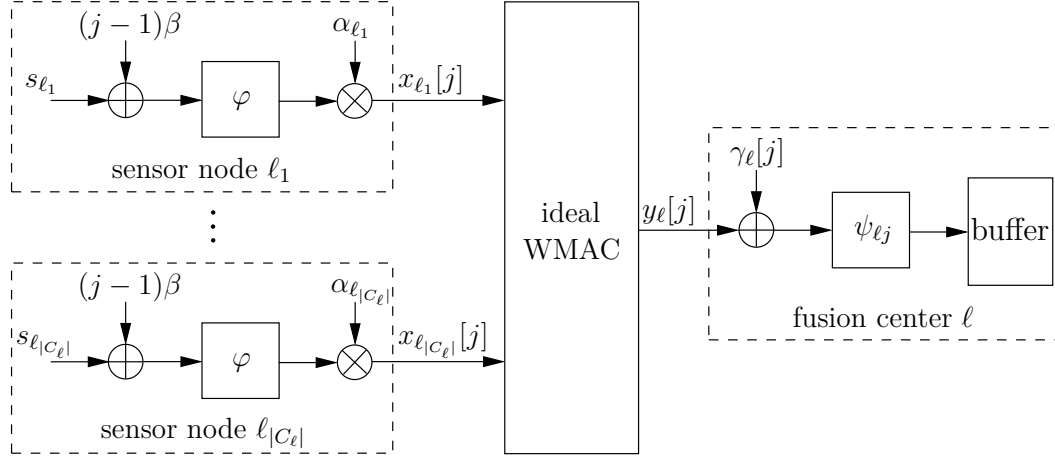 (j − 1)β
α_{ℓ_1}
s_{ℓ_1}
φ
x_{ℓ_1}[j]
sensor node ℓ_1
⋮
(j − 1)β
α_{ℓ_{|C_ℓ|}}
s_{ℓ_{|C_ℓ|}}
φ
x_{ℓ_{|C_ℓ|}}[j]
sensor node ℓ_{|C_ℓ|}
ideal
WMAC
y_ℓ[j]
γ_ℓ[j]
ψ_{ℓj}
buffer
fusion center ℓ